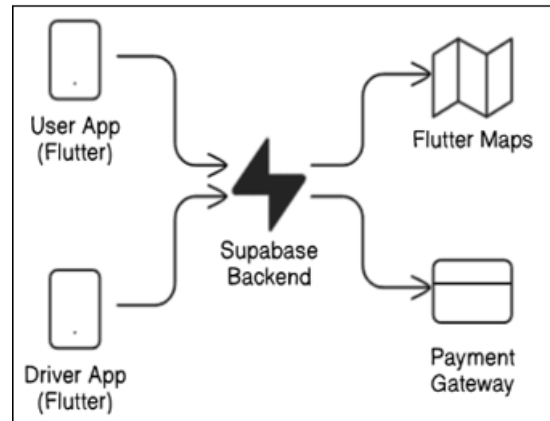 User App
(Flutter)
Flutter Maps
Supabase
Backend
Driver App
(Flutter)
Payment
Gateway